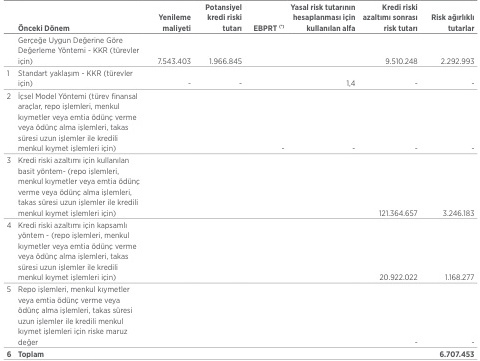 Önceki Dönem Yenileme maliyeti Potansiyel kredi riski tutarı EBPRT (*) Yasal risk tutarının hesaplanması için kullanılan alfa Kredi riski azaltımı sonrası risk tutarı Risk ağırlıklı tutarlar
Gerçeğe Uygun Değerine Göre
Değerleme Yöntemi - KKR (türevler
için) 7.543.403 1.966.845 9.510.248 2.292.993
1 Standart yaklaşım - KKR (türevler
için) - - 1,4 - -
2 İçsel Model Yöntemi (türev finansal
araçlar, repo işlemleri, menkul
kıymetler veya emtia ödünç verme
veya ödünç alma işlemleri, takas
süresi uzun işlemler ile kredili
menkul kıymet işlemleri için) - - - -
3 Kredi riski azaltımı için kullanılan
basit yöntem- (repo işlemleri,
menkul kıymetler veya emtia ödünç
verme veya ödünç alma işlemleri,
takas süresi uzun işlemler ile kredili
menkul kıymet işlemleri için) 121.364.657 3.246.183
4 Kredi riski azaltımı için kapsamlı
yöntem - (repo işlemleri, menkul
kıymetler veya emtia ödünç verme
veya ödünç alma işlemleri, takas
süresi uzun işlemler ile kredili
menkul kıymet işlemleri için) 20.922.022 1.168.277
5 Repo işlemleri, menkul kıymetler
veya emtia ödünç verme veya
ödünç alma işlemleri, takas süresi
uzun işlemler ile kredili menkul
kıymet işlemleri için riske maruz
değer - -
6 Toplam 6.707.453